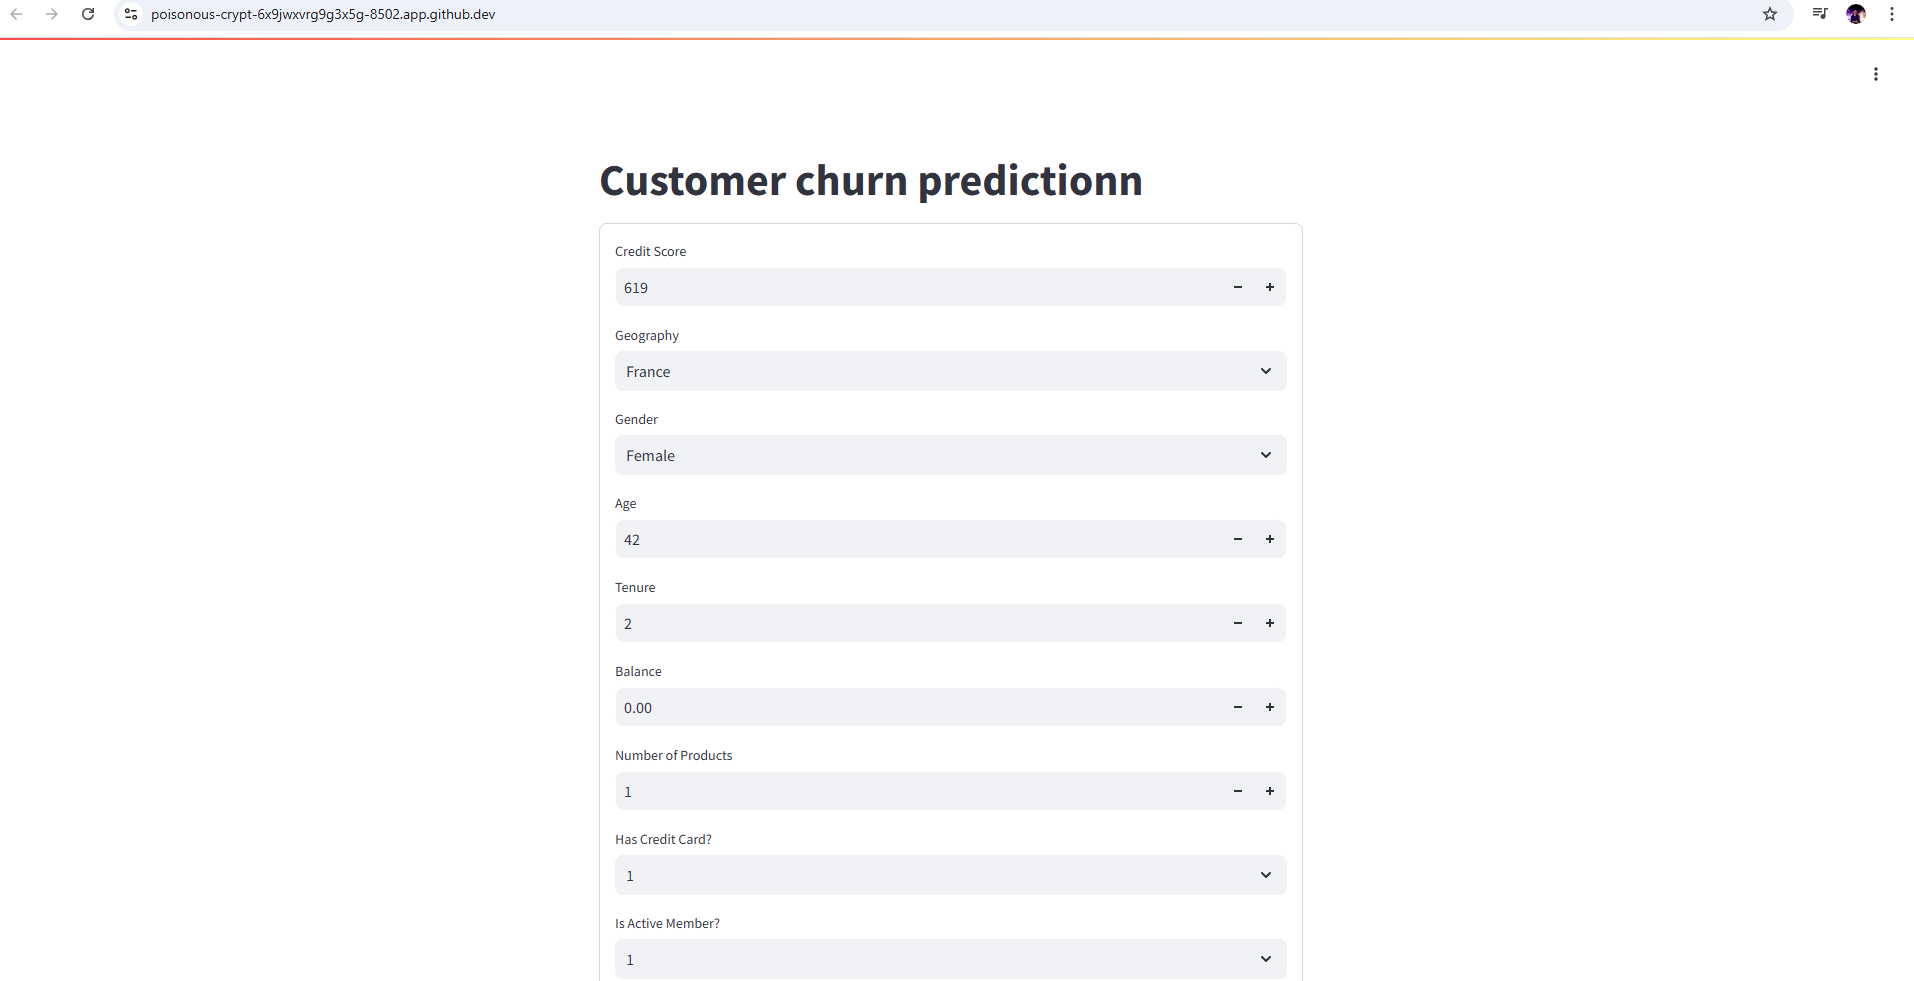 poisonous-crypt-6x9jwxvrg9g3x5g-8502.app.github.dev
Customer churn predictionn
Credit Score
619
Geography
France
Gender
Female
Age
42
Tenure
2
Balance
0.00
Number of Products
1
Has Credit Card?
1
Is Active Member?
1